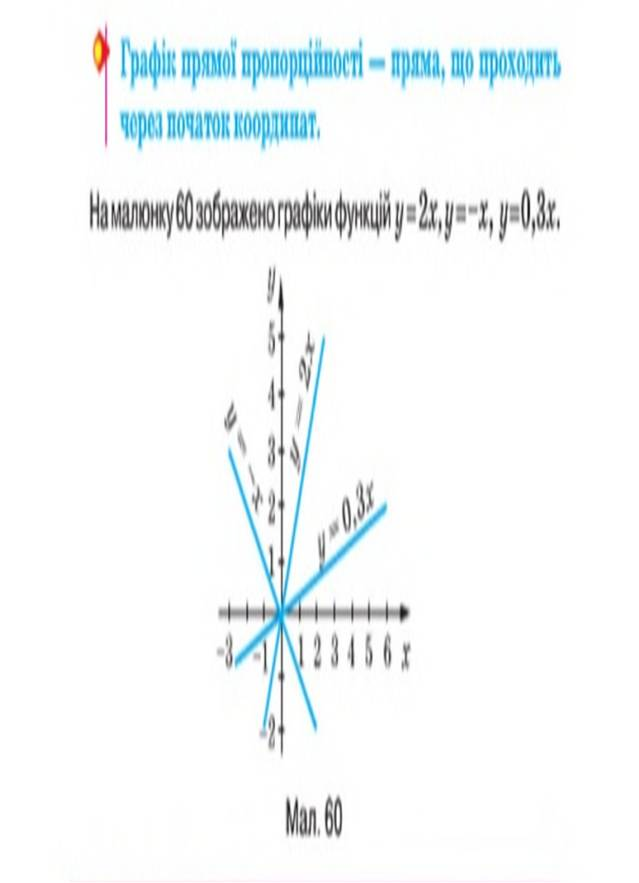 Графік прямої пропорційності — пряма, що проходить
через початок координат.
На малюнку 60 зображено графіки функцій y=2x, y=−x, y=0,3x.
y
5
4
3
2
1
y = −x
y = 2x
y = 0,3x
−3 −1 1 2 3 4 5 6 x
−2
Мал. 60